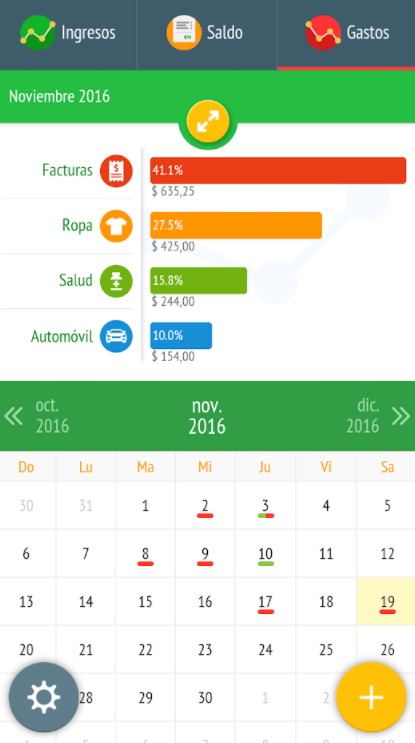 Ingresos Saldo Gastos
Noviembre 2016
Facturas 41.1%
$ 635,25
Ropa 27.5%
$ 425,00
Salud 15.8%
$ 244,00
Automóvil 10.0%
$ 154,00
oct. 2016 nov. 2016 dic. 2016
Do Lu Ma Mi Ju Vi Sa
30 31 1 2 3 4 5
6 7 8 9 10 11 12
13 14 15 16 17 18 19
20 21 22 23 24 25 26
28 29 30 1 2